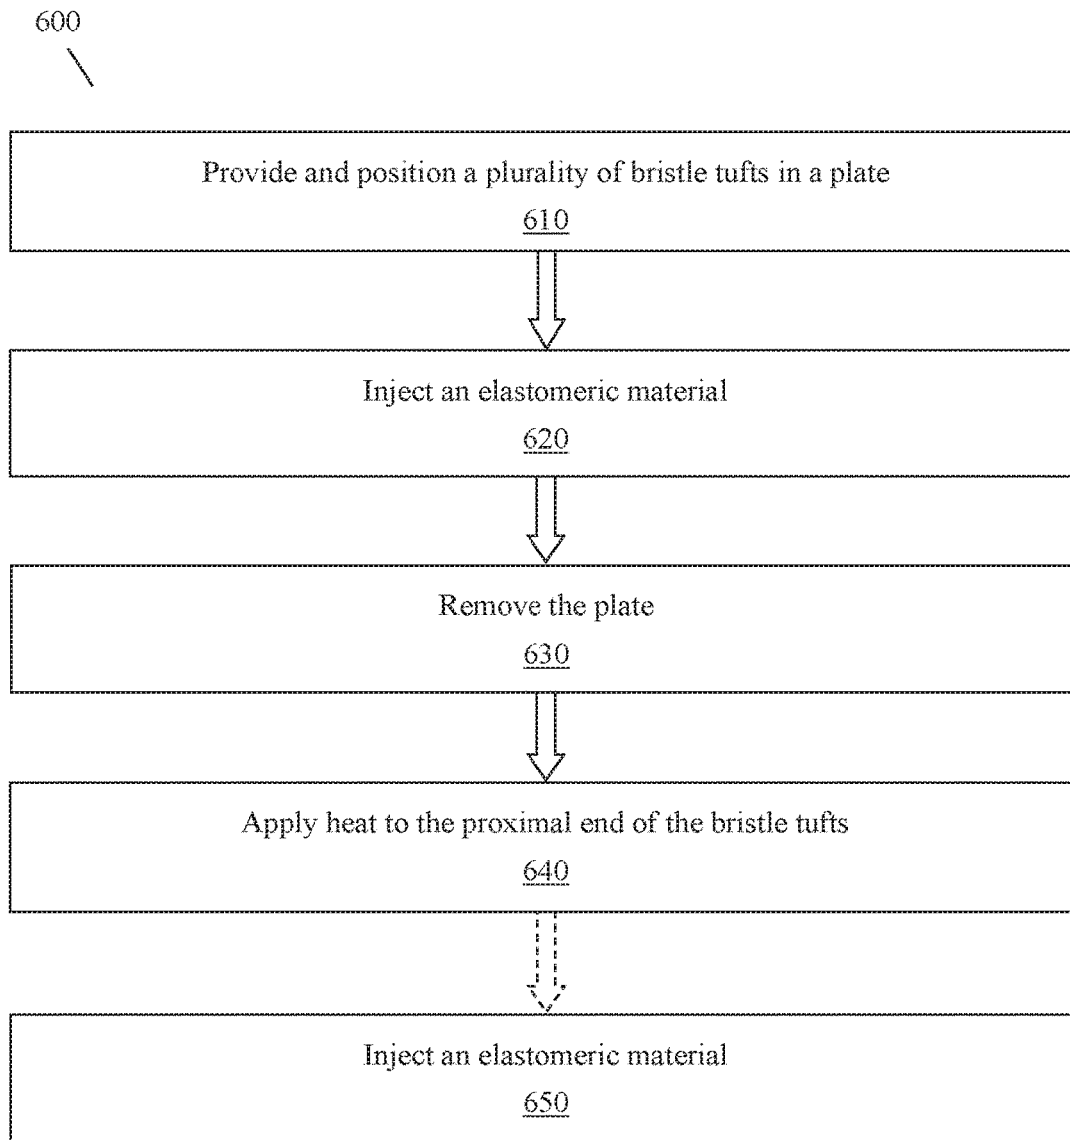 600
Provide and position a plurality of bristle tufts in a plate
610
Inject an elastomeric material
620
Remove the plate
630
Apply heat to the proximal end of the bristle tufts
640
Inject an elastomeric material
650